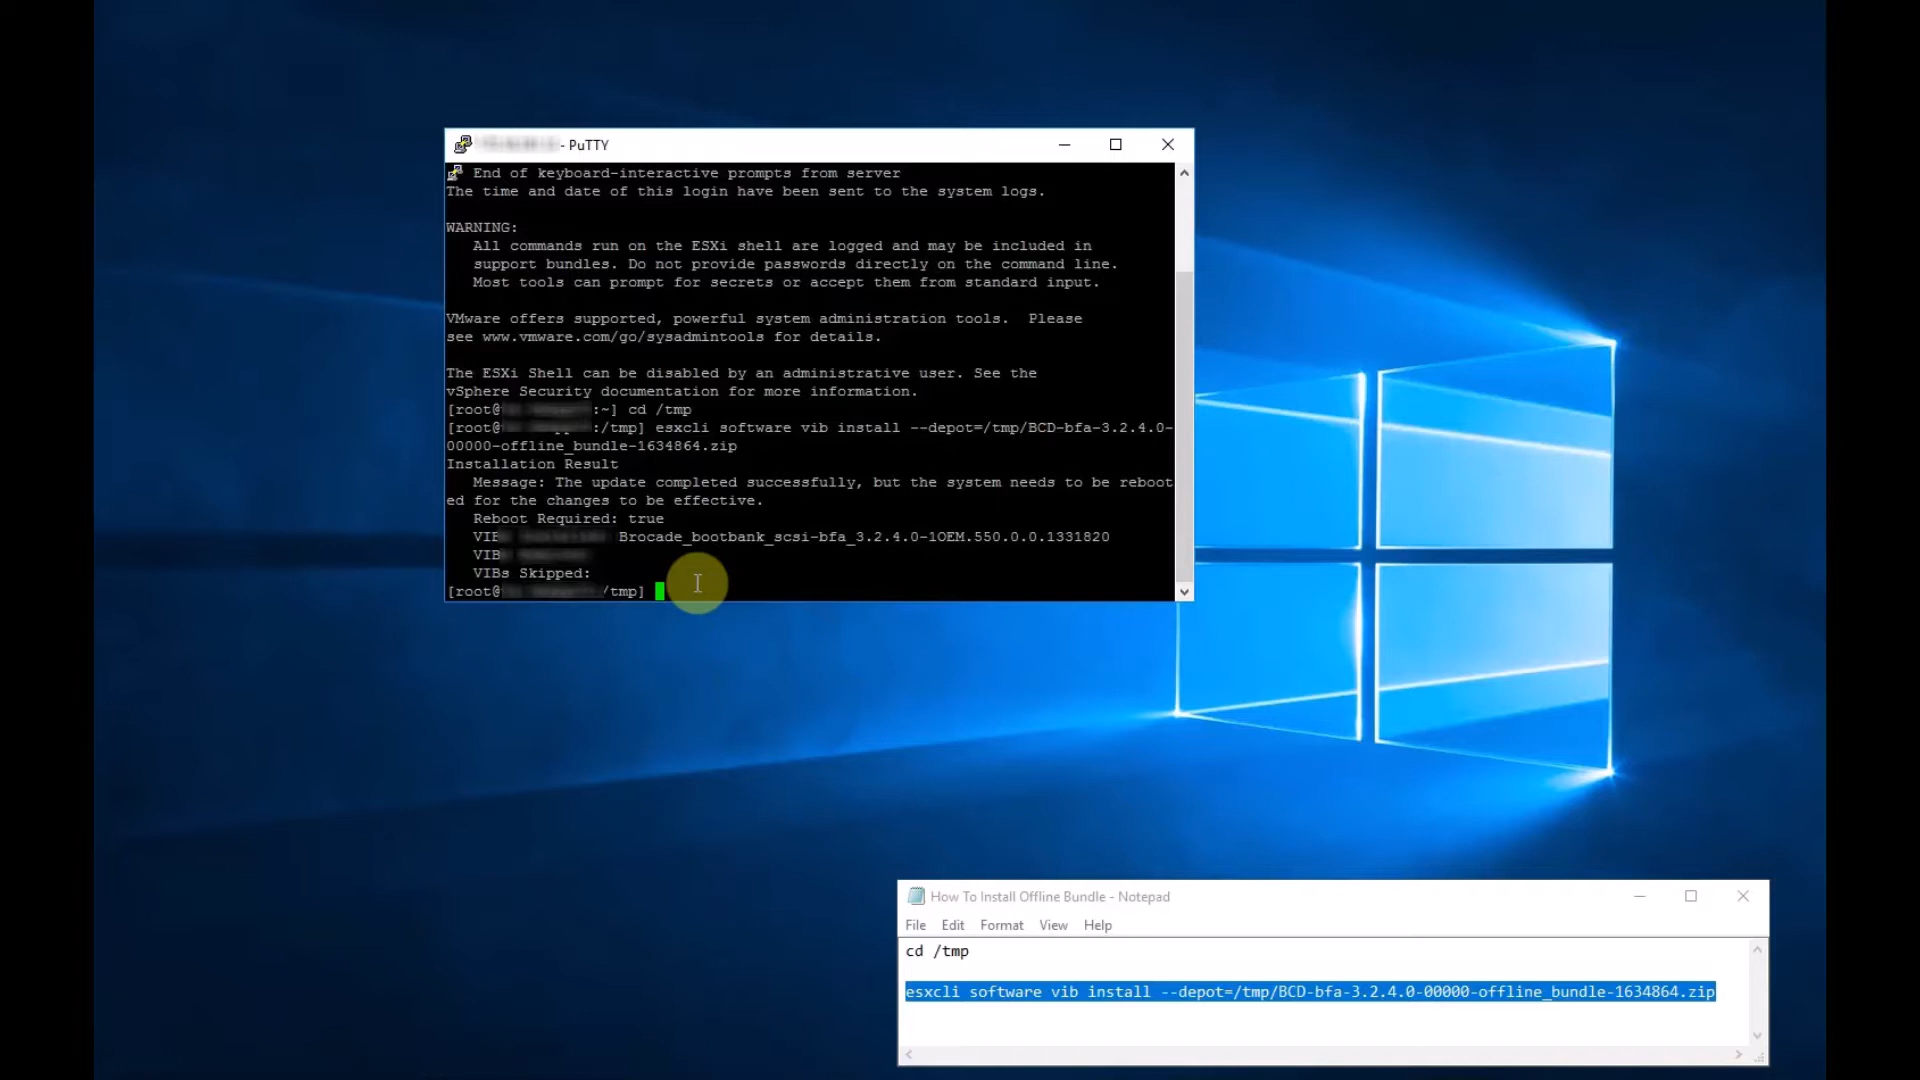 - PuTTY
End of keyboard-interactive prompts from server
The time and date of this login have been sent to the system logs.
WARNING:
All commands run on the ESXi shell are logged and may be included in
support bundles. Do not provide passwords directly on the command line.
Most tools can prompt for secrets or accept them from standard input.
VMware offers supported, powerful system administration tools.  Please
see www.vmware.com/go/sysadmintools for details.
The ESXi Shell can be disabled by an administrative user. See the
vSphere Security documentation for more information.
[root@ :~] cd /tmp
[root@ :/tmp] esxcli software vib install --depot=/tmp/BCD-bfa-3.2.4.0-
00000-offline_bundle-1634864.zip
Installation Result
Message: The update completed successfully, but the system needs to be reboot
ed for the changes to be effective.
Reboot Required: true
VIB Brocade_bootbank_scsi-bfa_3.2.4.0-1OEM.550.0.0.1331820
VIB
VIBs Skipped:
[root@ /tmp]
How To Install Offline Bundle - Notepad
File Edit Format View Help
cd /tmp
esxcli software vib install --depot=/tmp/BCD-bfa-3.2.4.0-00000-offline_bundle-1634864.zip